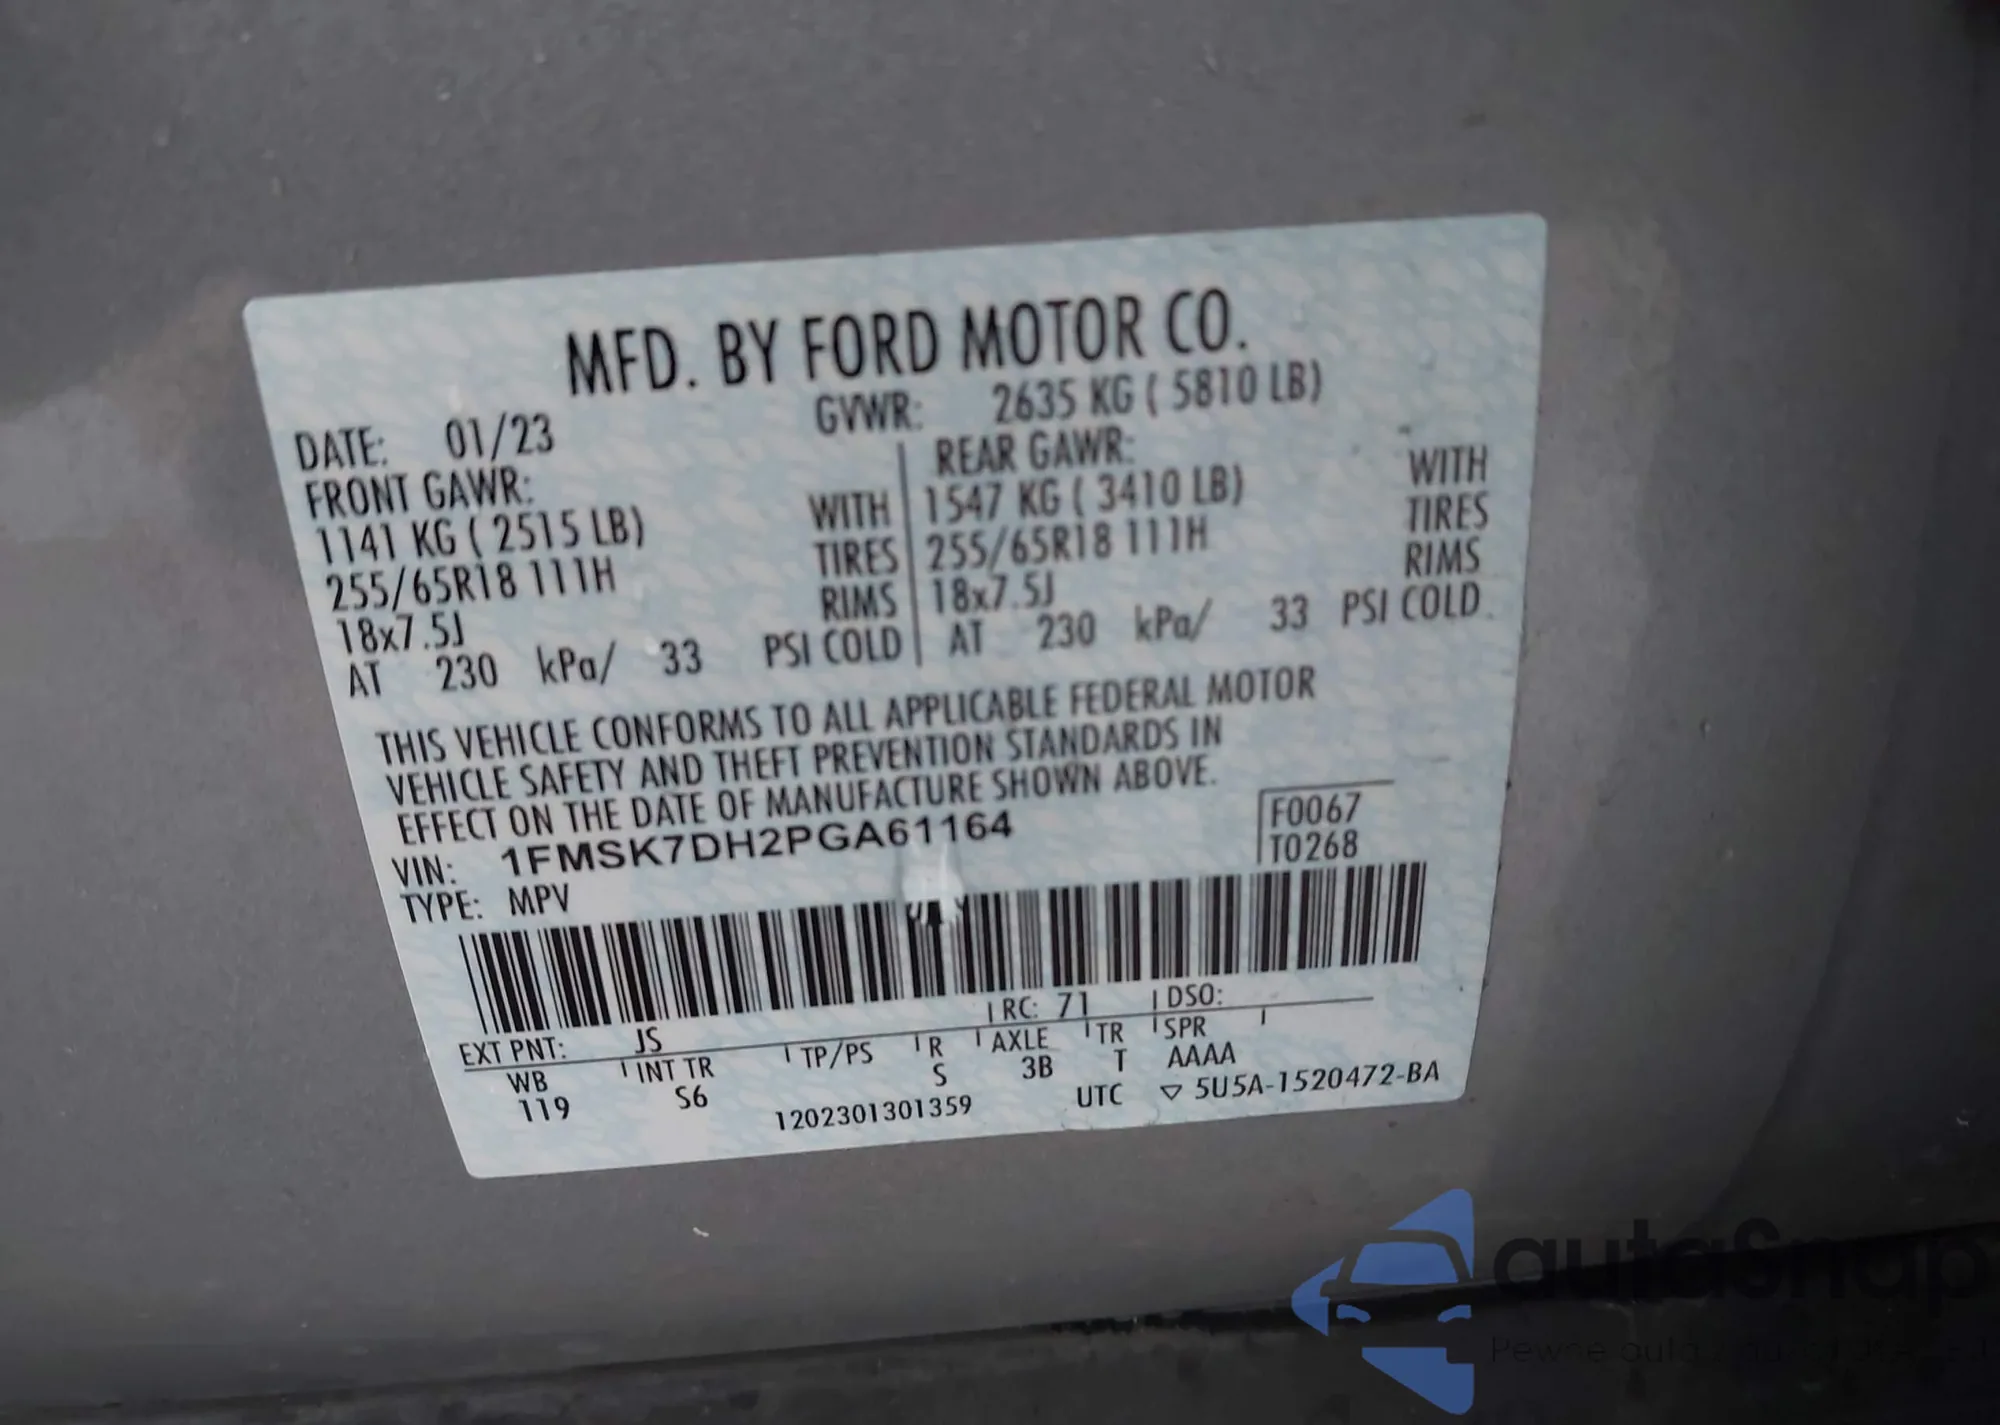 MFD. BY FORD MOTOR CO.
DATE: 01/23 GVWR: 2635 KG ( 5810 LB)
FRONT GAWR: REAR GAWR:
1141 KG ( 2515 LB) WITH 1547 KG ( 3410 LB) WITH
255/65R18 111H TIRES 255/65R18 111H TIRES
18x7.5J RIMS 18x7.5J RIMS
AT 230 kPa/ 33 PSI COLD AT 230 kPa/ 33 PSI COLD
THIS VEHICLE CONFORMS TO ALL APPLICABLE FEDERAL MOTOR
VEHICLE SAFETY AND THEFT PREVENTION STANDARDS IN
EFFECT ON THE DATE OF MANUFACTURE SHOWN ABOVE.
VIN: 1FMSK7DH2PGA61164 F0067
TYPE: MPV T0268
EXT PNT: JS RC: 71 DSO:
WB INT TR TP/PS R AXLE TR SPR
119 S6 S 3B T AAAA
1202301301359 UTC ▽ 5U5A-1520472-BA
autasnap
Pewne auta